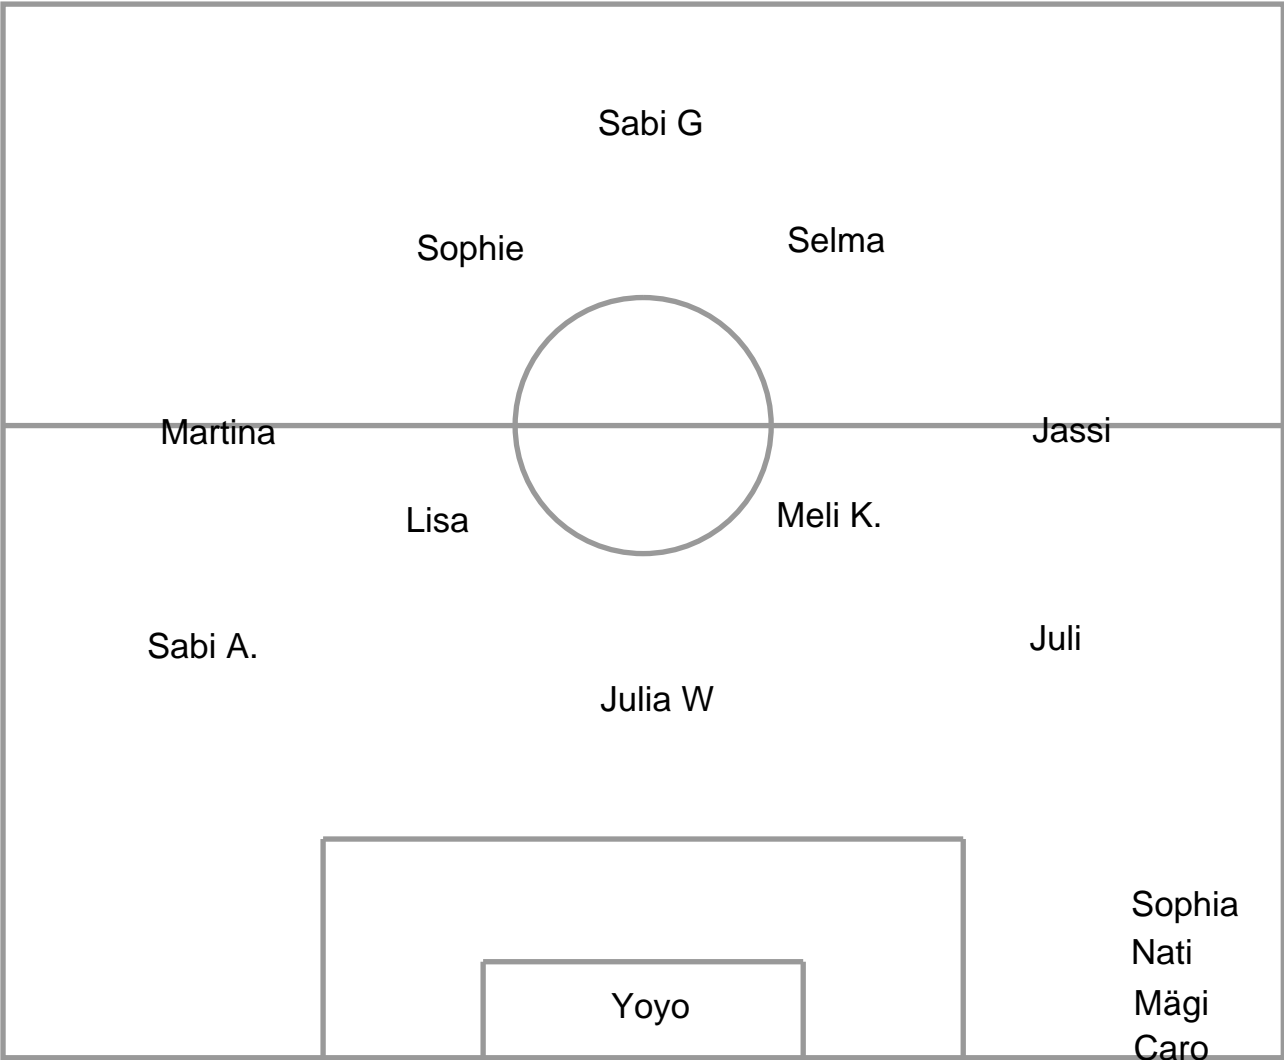 Sabi G
Sophie
Selma
Martina
Jassi
Lisa
Meli K.
Sabi A.
Juli
Julia W
Sophia
Nati
Mägi
Yoyo
Caro